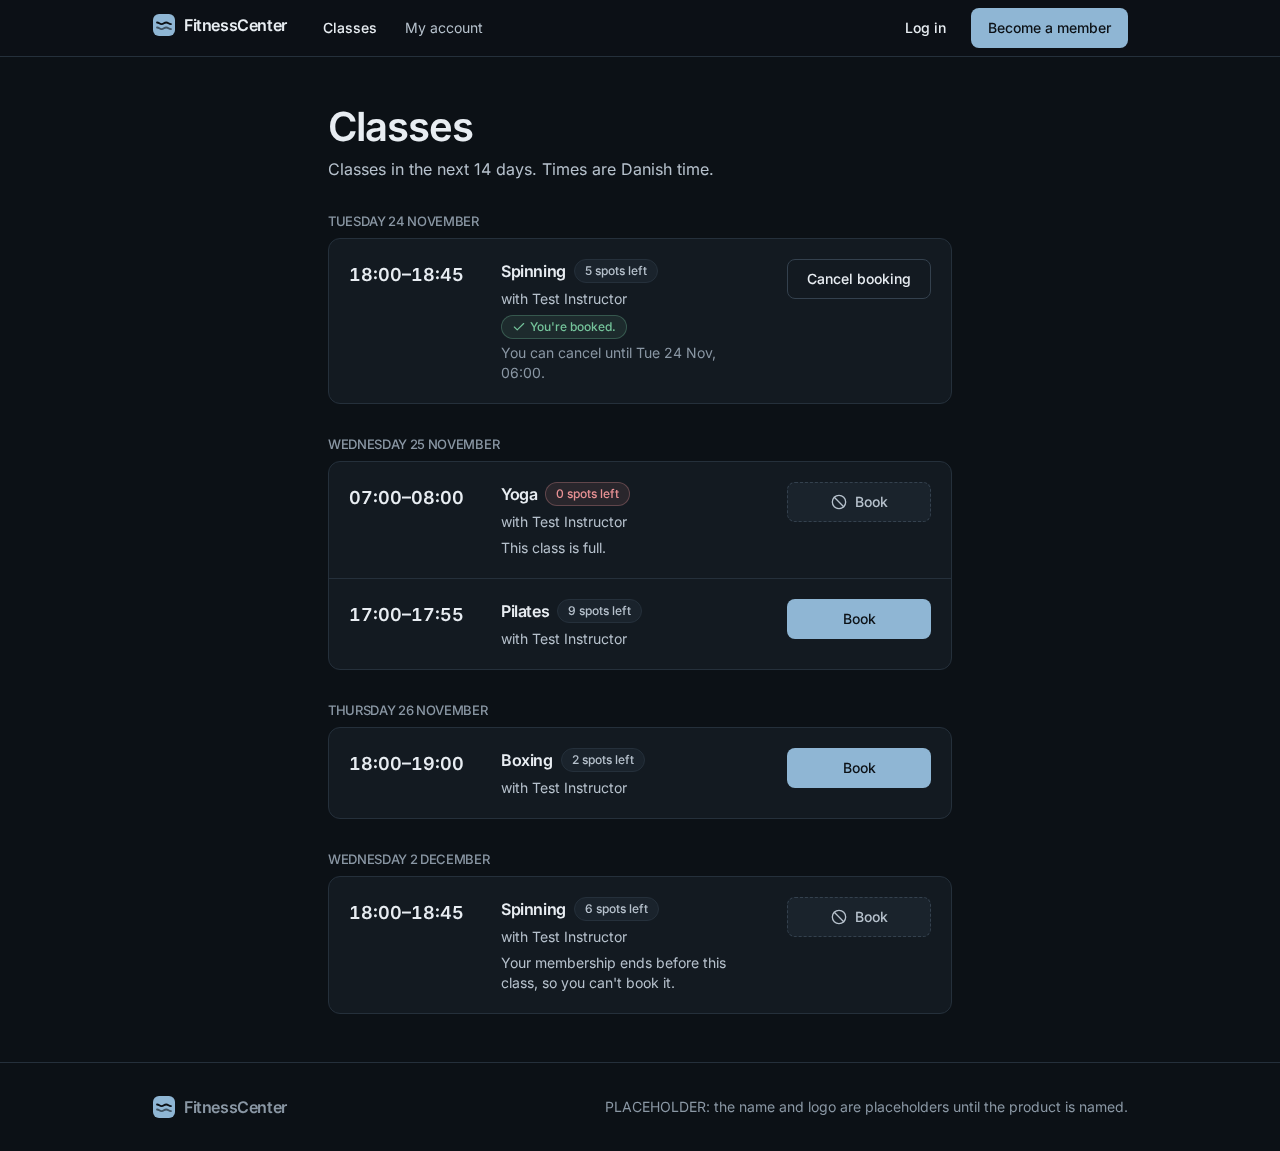 FitnessCenter
Classes
My account
Log in
Become a member
Classes
Classes in the next 14 days. Times are Danish time.
TUESDAY 24 NOVEMBER
18:00–18:45
Spinning
5 spots left
Cancel booking
with Test Instructor
You're booked.
You can cancel until Tue 24 Nov,
06:00.
WEDNESDAY 25 NOVEMBER
07:00–08:00
Yoga
0 spots left
Book
with Test Instructor
This class is full.
17:00–17:55
Pilates
9 spots left
Book
with Test Instructor
THURSDAY 26 NOVEMBER
18:00–19:00
Boxing
2 spots left
Book
with Test Instructor
WEDNESDAY 2 DECEMBER
18:00–18:45
Spinning
6 spots left
Book
with Test Instructor
Your membership ends before this
class, so you can't book it.
FitnessCenter
PLACEHOLDER: the name and logo are placeholders until the product is named.